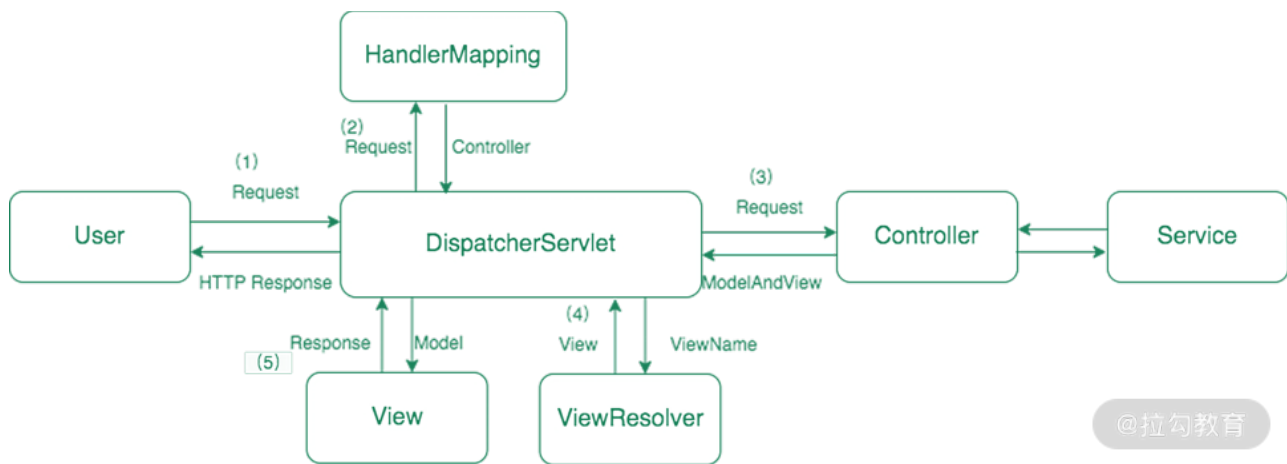 HandlerMapping
(2)
Request
Controller
(1)
Request
(3)
Request
User
DispatcherServlet
Controller
Service
HTTP Response
ModelAndView
(4)
Response
Model
View
ViewName
(5)
View
ViewResolver
@拉勾教育